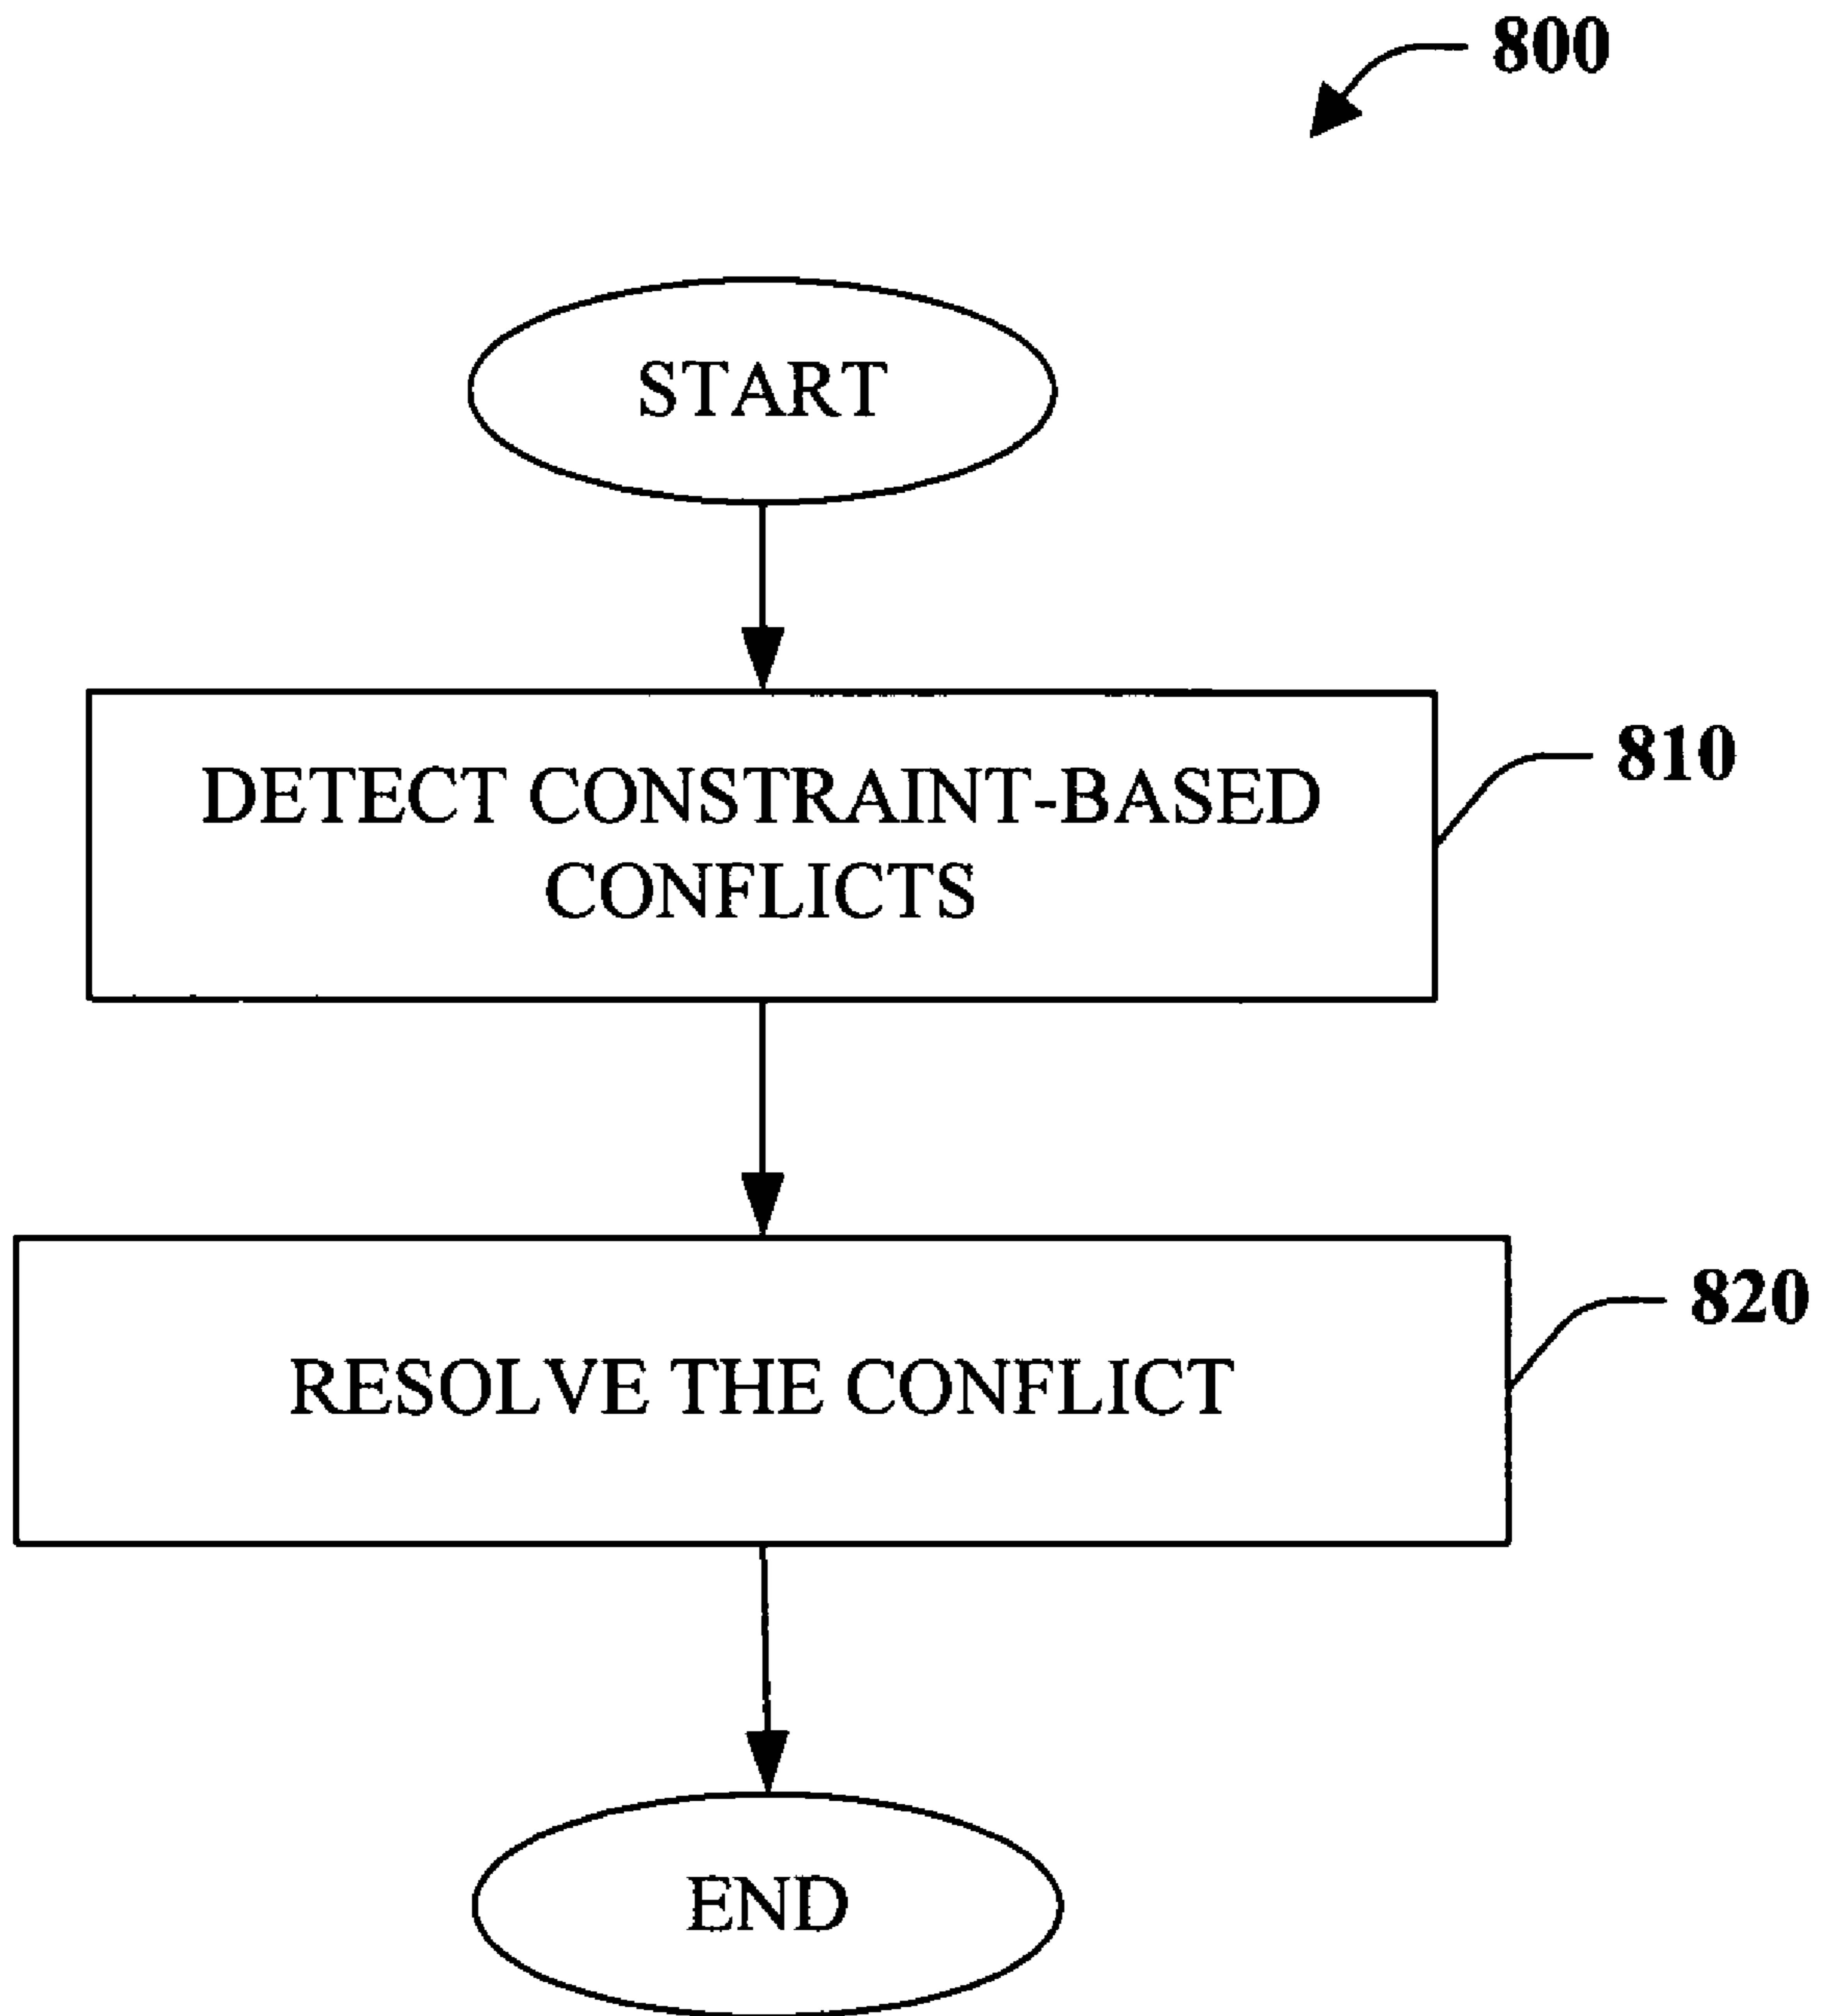 800
START
DETECT CONSTRAINT-BASED
CONFLICTS
810
RESOLVE THE CONFLICT
820
END